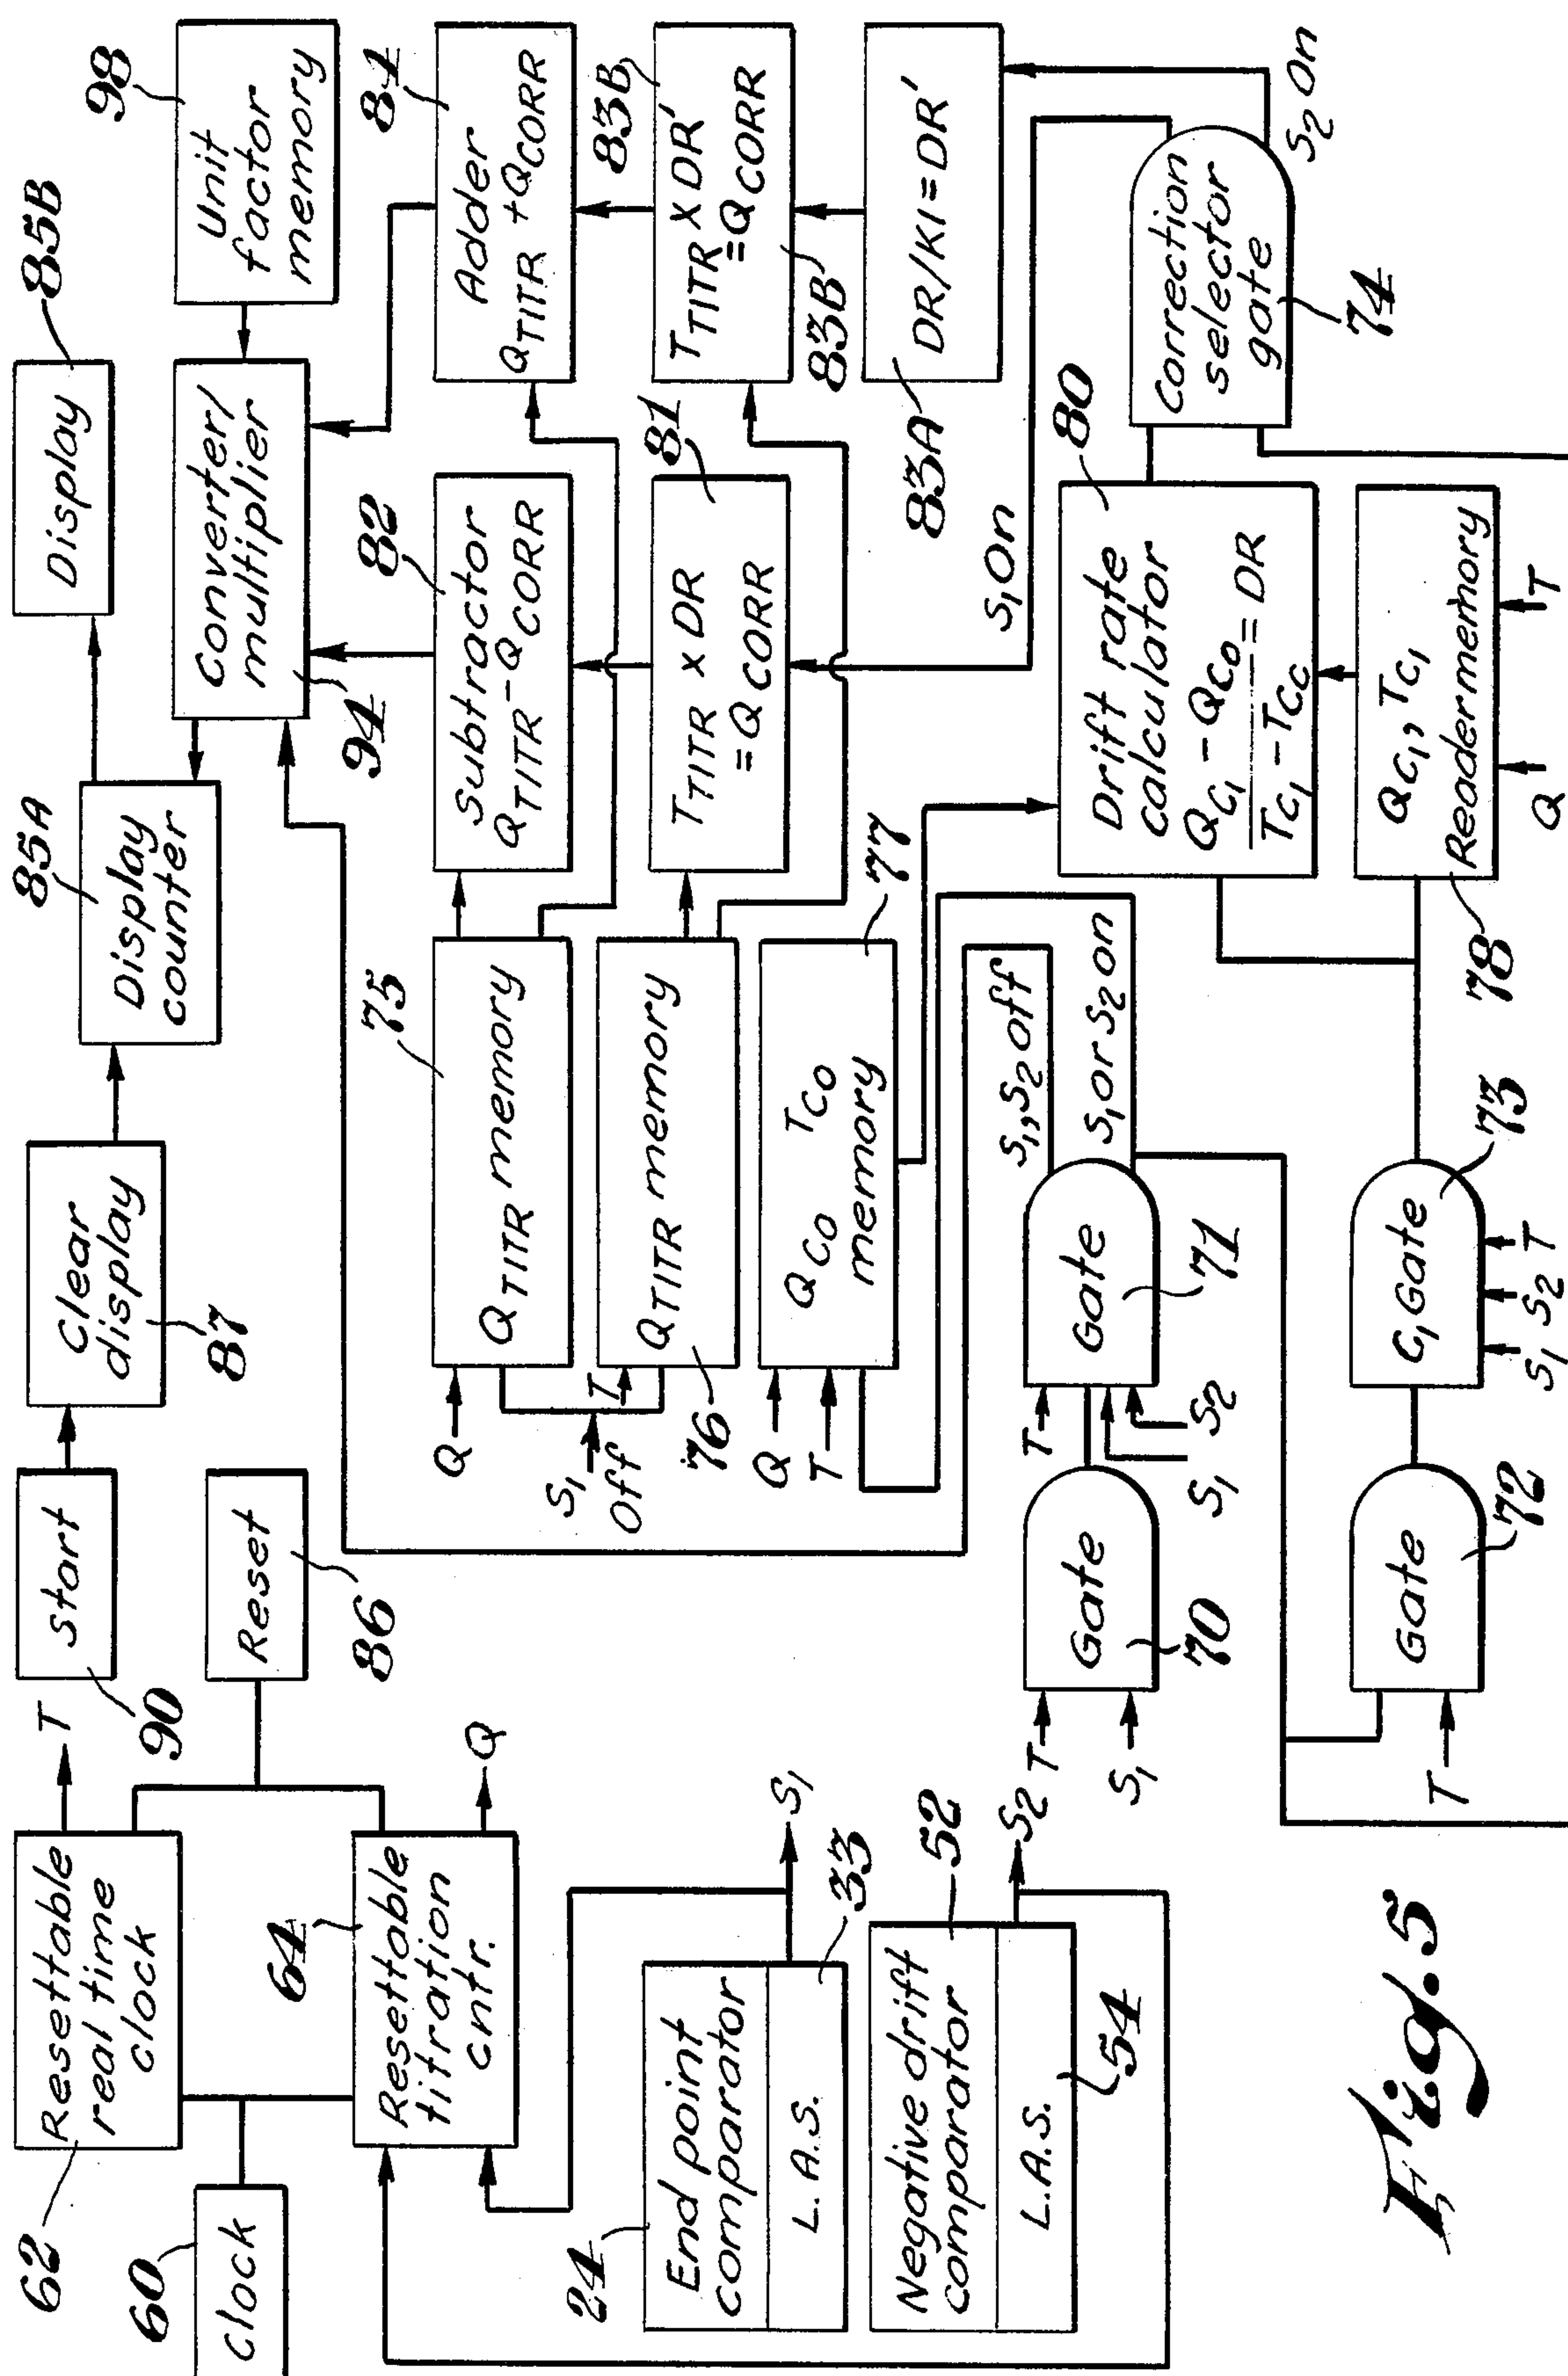 62
Resettable
real time
clock
T
60
Clock
64
Resettable
titration
cntr.
Q
90
Start
Reset
86
Clear
display
87
85A
Display
counter
Display
85B
Converter/
multiplier
94
Unit
factor
memory
98
24
End point
comparator
L.A.S.
33
S1
Negative drift
comparator
52
L.A.S.
54
S2
Q
QTITR memory
75
S1
Off
T
QTITR memory
76
Q
T
QC0 TC0
memory
77
Subtractor
QTITR - QCORR
82
Adder
QTITR + QCORR
84
TTITR x DR
= QCORR
81
TTITR x DR'
= QCORR
83B
83B
DR/KI = DR'
83A
S1 On
S2 On
T
S1
Gate
70
T
S1
S2
Gate
71
S1, S2 off
S1 or S2 on
T
Gate
72
C1 Gate
73
S1 S2 T
Drift rate
calculator
QC1 - QC0
TC1 - TCC
= DR
80
QC1, TC1
Reader memory
78
Q
T
Correction
selector
gate
74
Fig. 5